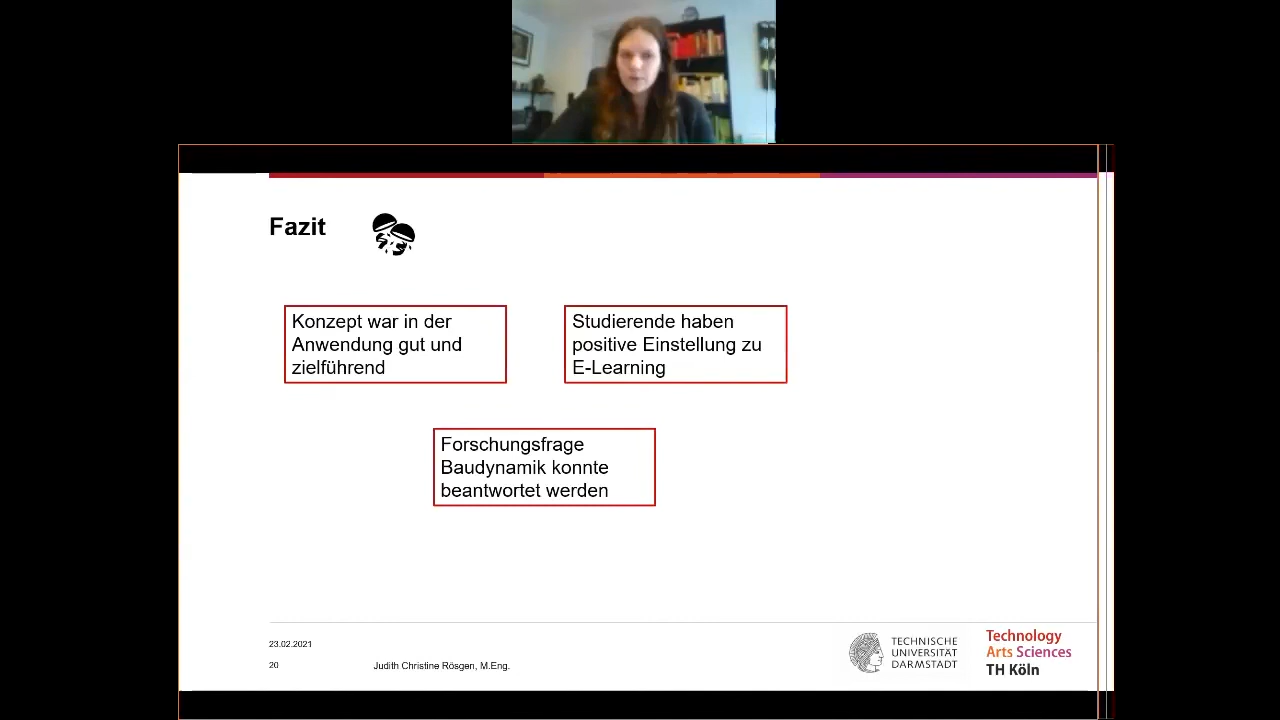 Fazit
Konzept war in der
Anwendung gut und
zielführend
Studierende haben
positive Einstellung zu
E-Learning
Forschungsfrage
Baudynamik konnte
beantwortet werden
23.02.2021
20
Judith Christine Rösgen, M.Eng.
TECHNISCHE
UNIVERSITÄT
DARMSTADT
Technology
Arts Sciences
TH Köln